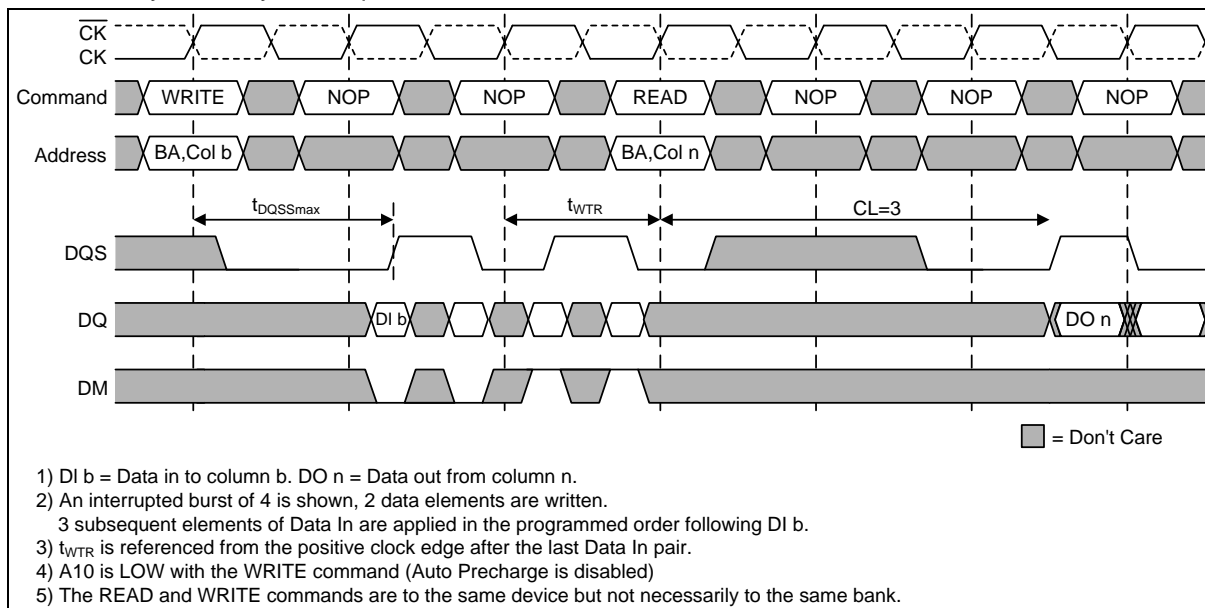 CK
CK
Command WRITE NOP NOP READ NOP NOP NOP
Address BA,Col b BA,Col n
tDQSSmax tWTR CL=3
DQS
DQ DI b DO n
DM
= Don't Care
1) DI b = Data in to column b. DO n = Data out from column n.
2) An interrupted burst of 4 is shown, 2 data elements are written.
3 subsequent elements of Data In are applied in the programmed order following DI b.
3) tWTR is referenced from the positive clock edge after the last Data In pair.
4) A10 is LOW with the WRITE command (Auto Precharge is disabled)
5) The READ and WRITE commands are to the same device but not necessarily to the same bank.